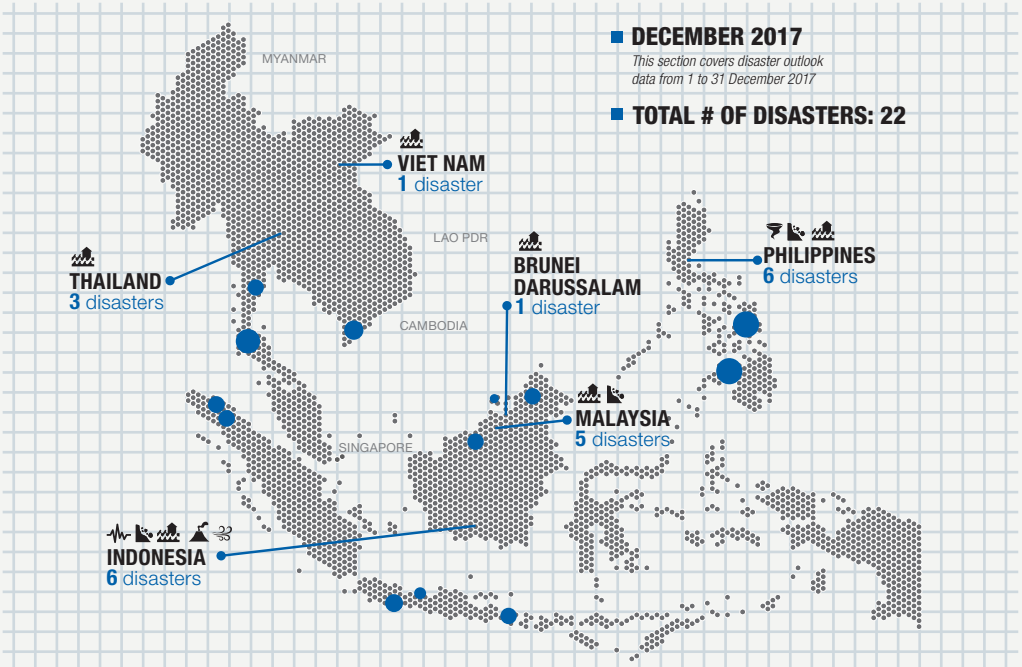 DECEMBER 2017
This section covers disaster outlook
data from 1 to 31 December 2017
TOTAL # OF DISASTERS: 22
MYANMAR
VIET NAM
1 disaster
LAO PDR
THAILAND
3 disasters
BRUNEI
DARUSSALAM
1 disaster
PHILIPPINES
6 disasters
CAMBODIA
MALAYSIA
5 disasters
SINGAPORE
INDONESIA
6 disasters